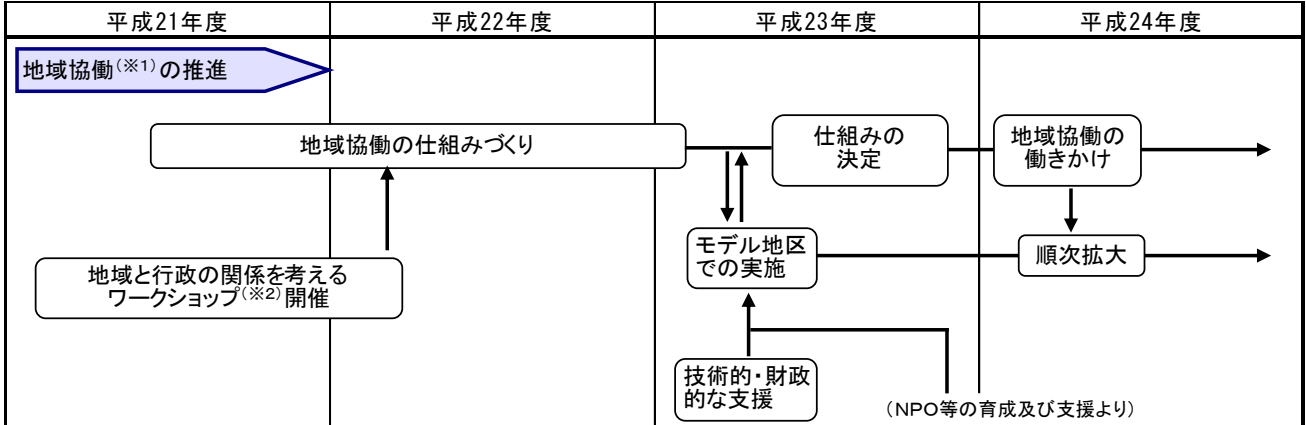 平成21年度
平成22年度
平成23年度
平成24年度
地域協働(※1)の推進
地域協働の仕組みづくり
仕組みの
決定
地域協働の
働きかけ
モデル地区
での実施
順次拡大
地域と行政の関係を考える
ワークショップ(※2)開催
技術的・財政
的な支援
(NPO等の育成及び支援より)